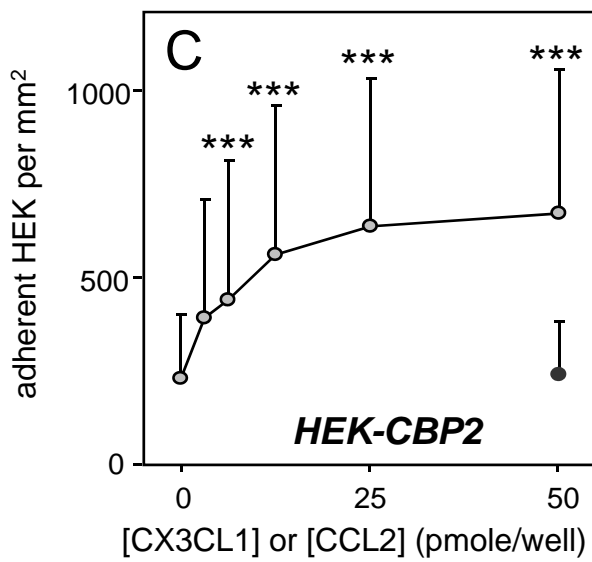 C
***
***
***
***
1000
500
0
adherent HEK per mm²
HEK-CBP2
0 25 50
[CX3CL1] or [CCL2] (pmole/well)